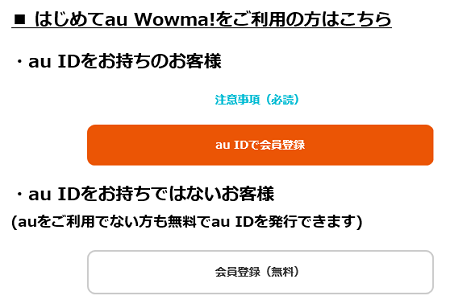 ■ はじめてau Wowma!をご利用の方はこちら
・au IDをお持ちのお客様
注意事項（必読）
au IDで会員登録
・au IDをお持ちではないお客様
(auをご利用でない方も無料でau IDを発行できます)
会員登録（無料）